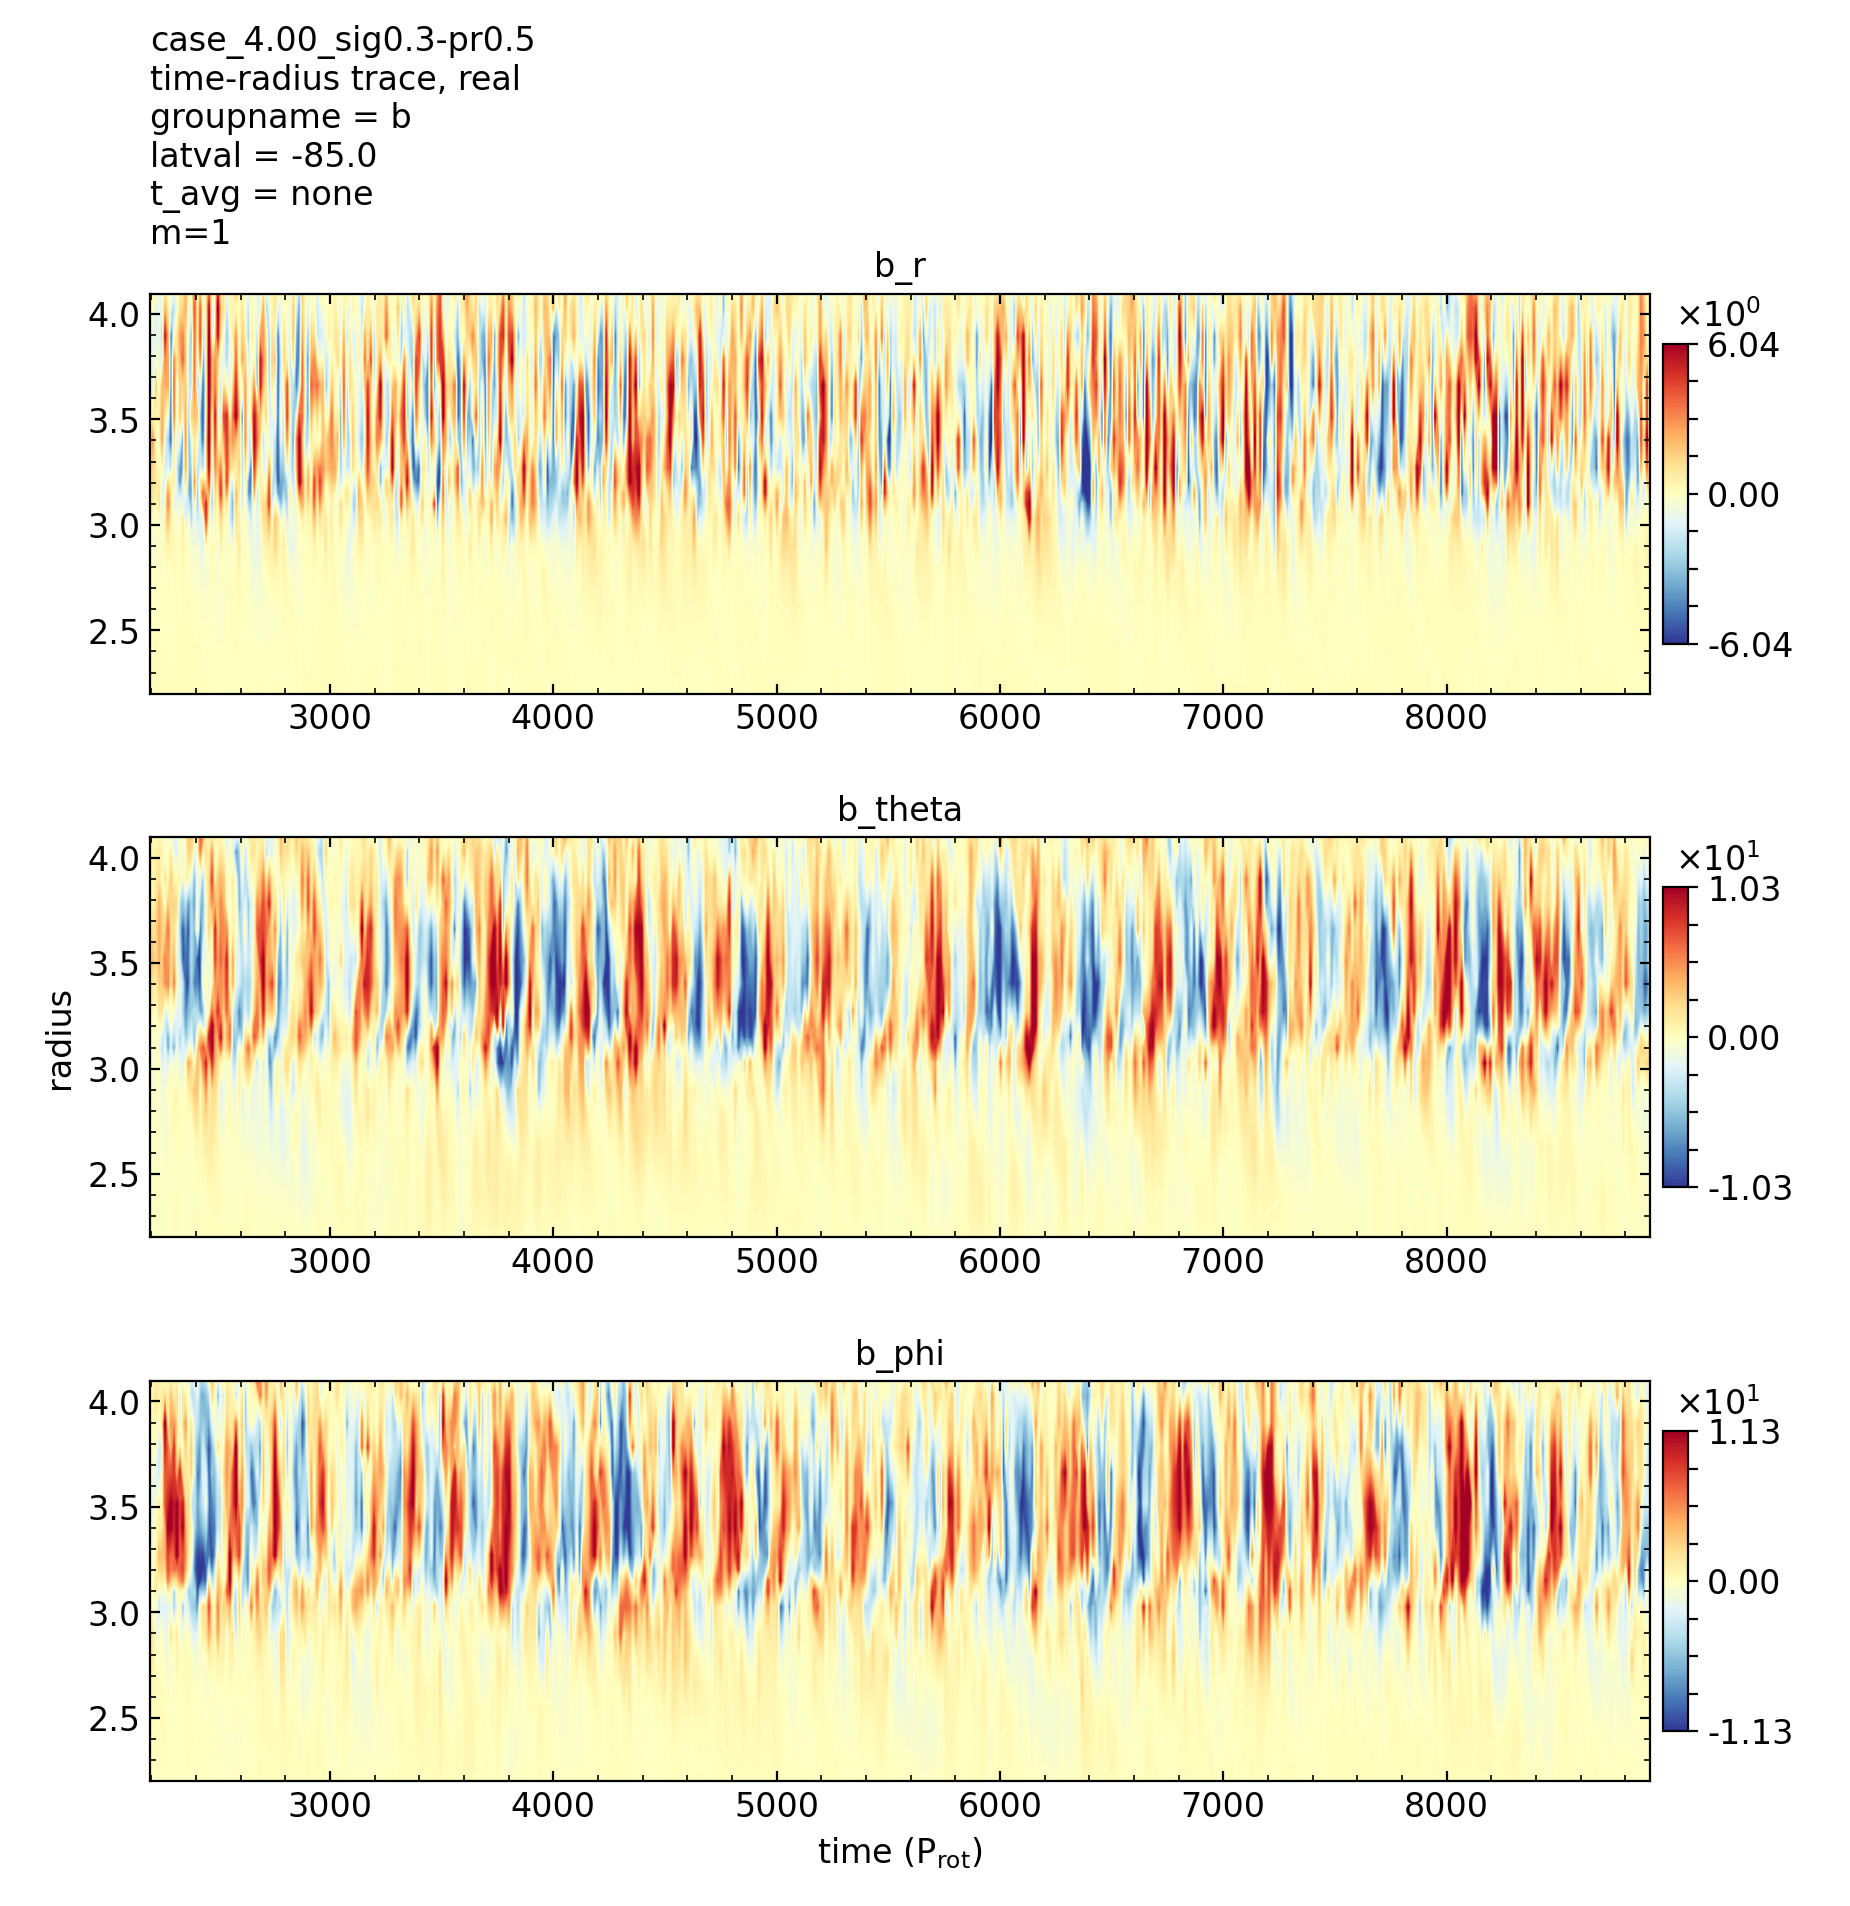 case_4.00_sig0.3-pr0.5
time-radius trace, real
groupname = b
latval = -85.0
t_avg = none
m=1
b_r
×10⁰
4.0
3.5
3.0
2.5
6.04
0.00
-6.04
3000 4000 5000 6000 7000 8000
b_theta
×10¹
4.0
3.5
3.0
2.5
radius
1.03
0.00
-1.03
3000 4000 5000 6000 7000 8000
b_phi
×10¹
4.0
3.5
3.0
2.5
1.13
0.00
-1.13
3000 4000 5000 6000 7000 8000
time (P_rot)